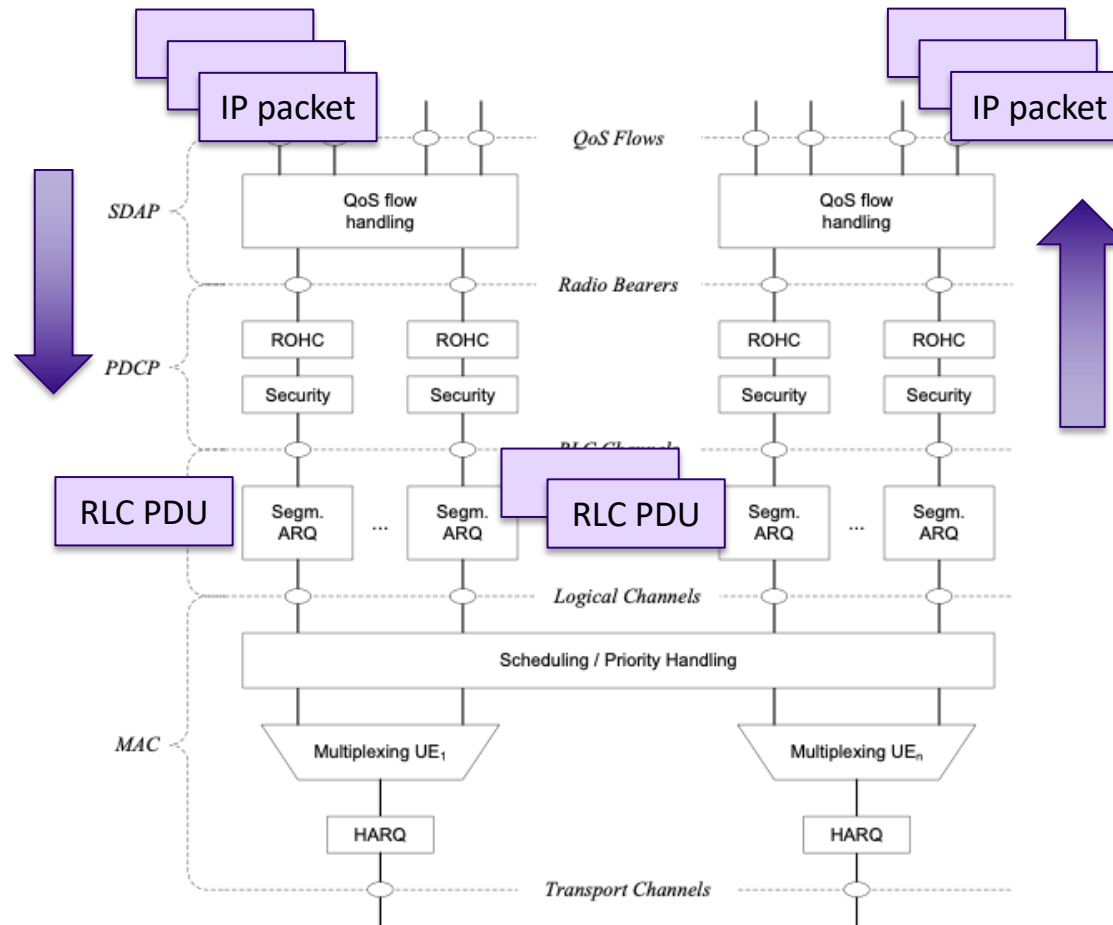 IP packet
IP packet
QoS Flows
SDAP
QoS flow
handling
QoS flow
handling
Radio Bearers
PDCP
ROHC
ROHC
ROHC
ROHC
Security
Security
Security
Security
RLC Channels
RLC PDU
Segm.
ARQ
...
Segm.
ARQ
RLC PDU
Segm.
ARQ
...
Segm.
ARQ
Logical Channels
Scheduling / Priority Handling
MAC
Multiplexing UE1
Multiplexing UEn
HARQ
HARQ
Transport Channels